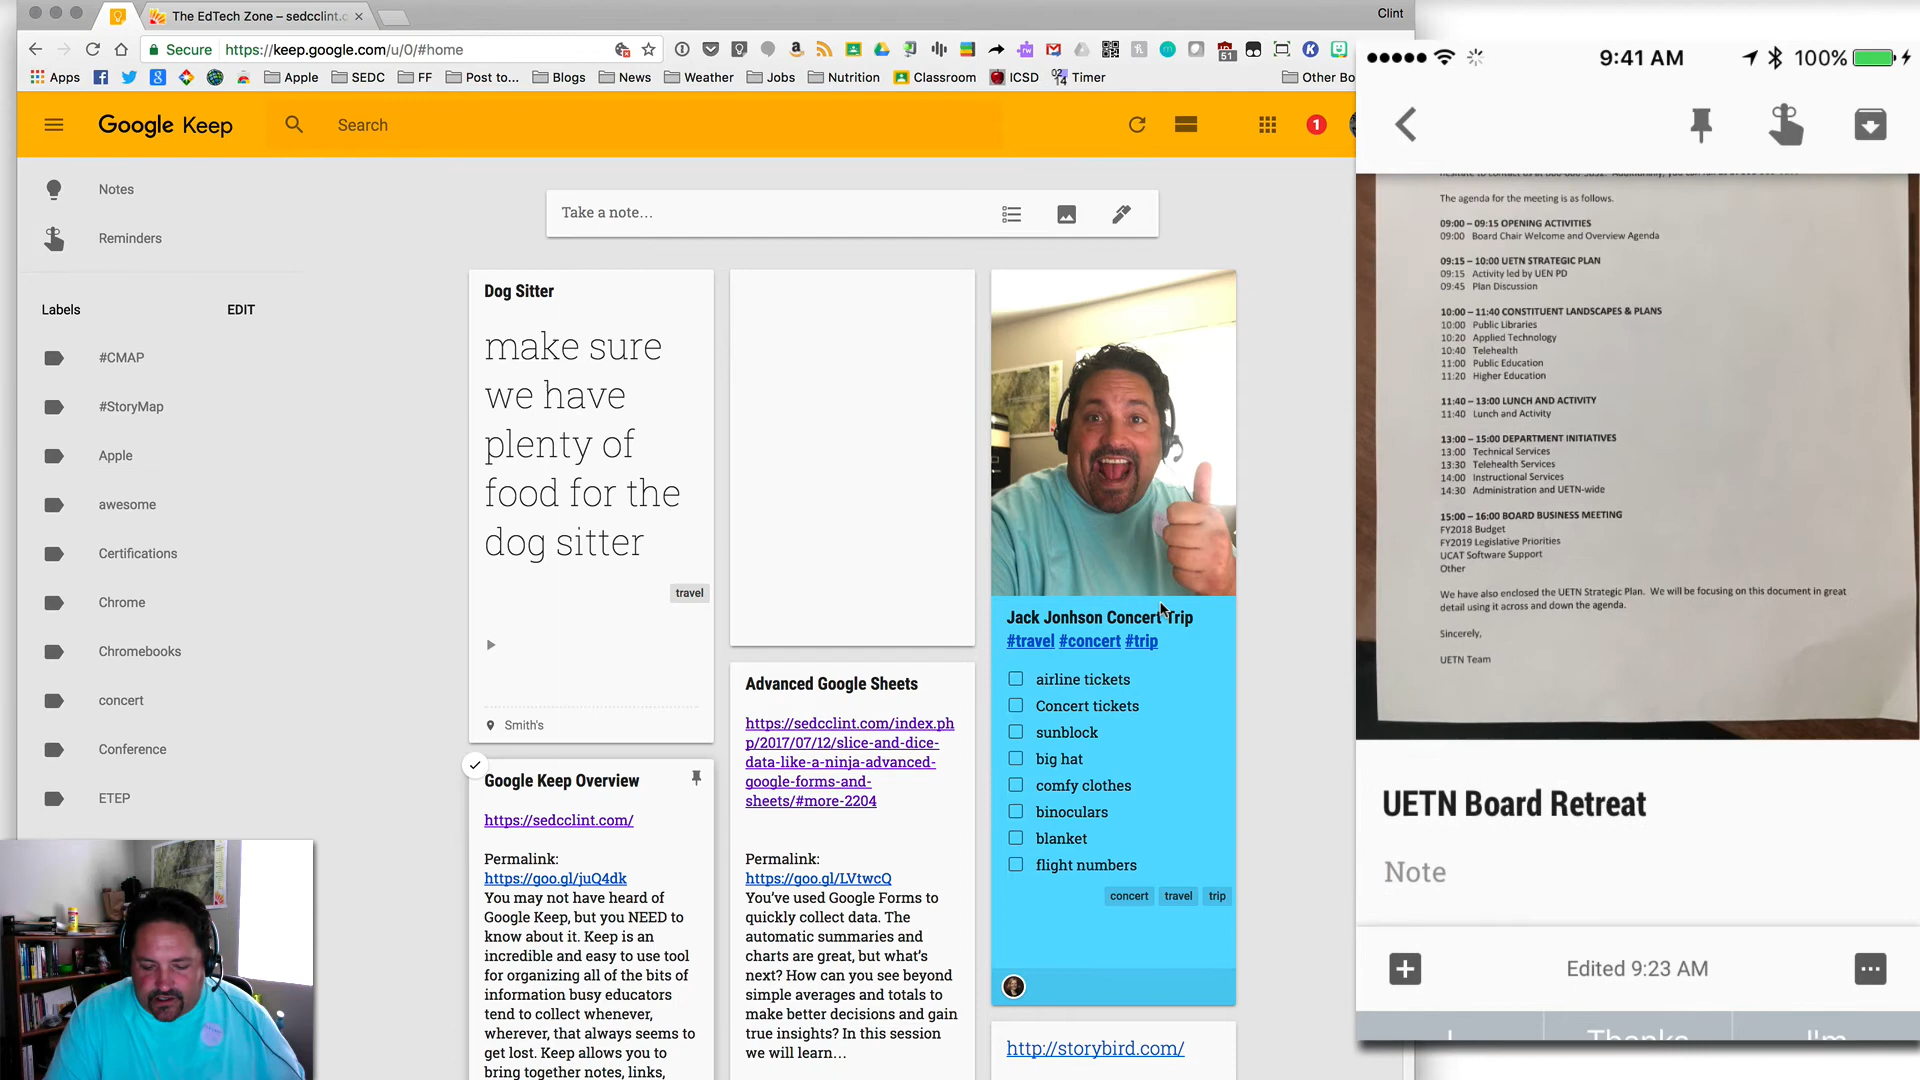 The EdTech Zone – sedcclint.c
Clint
Secure
https://keep.google.com/u/0/#home
51
Apps
Apple
SEDC
FF
Post to...
Blogs
News
Weather
Jobs
Nutrition
Classroom
ICSD
Timer
Other Bo
Google Keep
Search
1
Notes
Reminders
Labels
EDIT
#CMAP
#StoryMap
Apple
awesome
Certifications
Chrome
Chromebooks
concert
Conference
ETEP
Take a note...
Dog Sitter
make sure
we have
plenty of
food for the
dog sitter
travel
Smith's
Google Keep Overview
https://sedcclint.com/
Permalink:
https://goo.gl/juQ4dk
You may not have heard of
Google Keep, but you NEED to
know about it. Keep is an
incredible and easy to use tool
for organizing all of the bits of
information busy educators
tend to collect whenever,
wherever, that always seems to
get lost. Keep allows you to
bring together notes, links,
Advanced Google Sheets
https://sedcclint.com/index.ph
p/2017/07/12/slice-and-dice-
data-like-a-ninja-advanced-
google-forms-and-
sheets/#more-2204
Permalink:
https://goo.gl/LVtwcQ
You've used Google Forms to
quickly collect data. The
automatic summaries and
charts are great, but what's
next? How can you see beyond
simple averages and totals to
make better decisions and gain
true insights? In this session
we will learn...
Jack Jonhson Concert Trip
#travel #concert #trip
airline tickets
Concert tickets
sunblock
big hat
comfy clothes
binoculars
blanket
flight numbers
concert
travel
trip
http://storybird.com/
9:41 AM
100%
The agenda for the meeting is as follows.
09:00 – 09:15 OPENING ACTIVITIES
09:00 Board Chair Welcome and Overview Agenda
09:15 – 10:00 UETN STRATEGIC PLAN
09:15 Activity led by UEN PD
09:45 Plan Discussion
10:00 – 11:40 CONSTITUENT LANDSCAPES & PLANS
10:00 Public Libraries
10:20 Applied Technology
10:40 Telehealth
11:00 Public Education
11:20 Higher Education
11:40 – 13:00 LUNCH AND ACTIVITY
11:40 Lunch and Activity
13:00 – 15:00 DEPARTMENT INITIATIVES
13:00 Technical Services
13:30 Telehealth Services
14:00 Instructional Services
14:30 Administration and UETN-wide
15:00 – 16:00 BOARD BUSINESS MEETING
FY2018 Budget
FY2019 Legislative Priorities
UCAT Software Support
Other
We have also enclosed the UETN Strategic Plan. We will be focusing on this document in great
detail using it across and down the agenda.
Sincerely,
UETN Team
UETN Board Retreat
Note
Edited 9:23 AM
I
Thanks
I'm